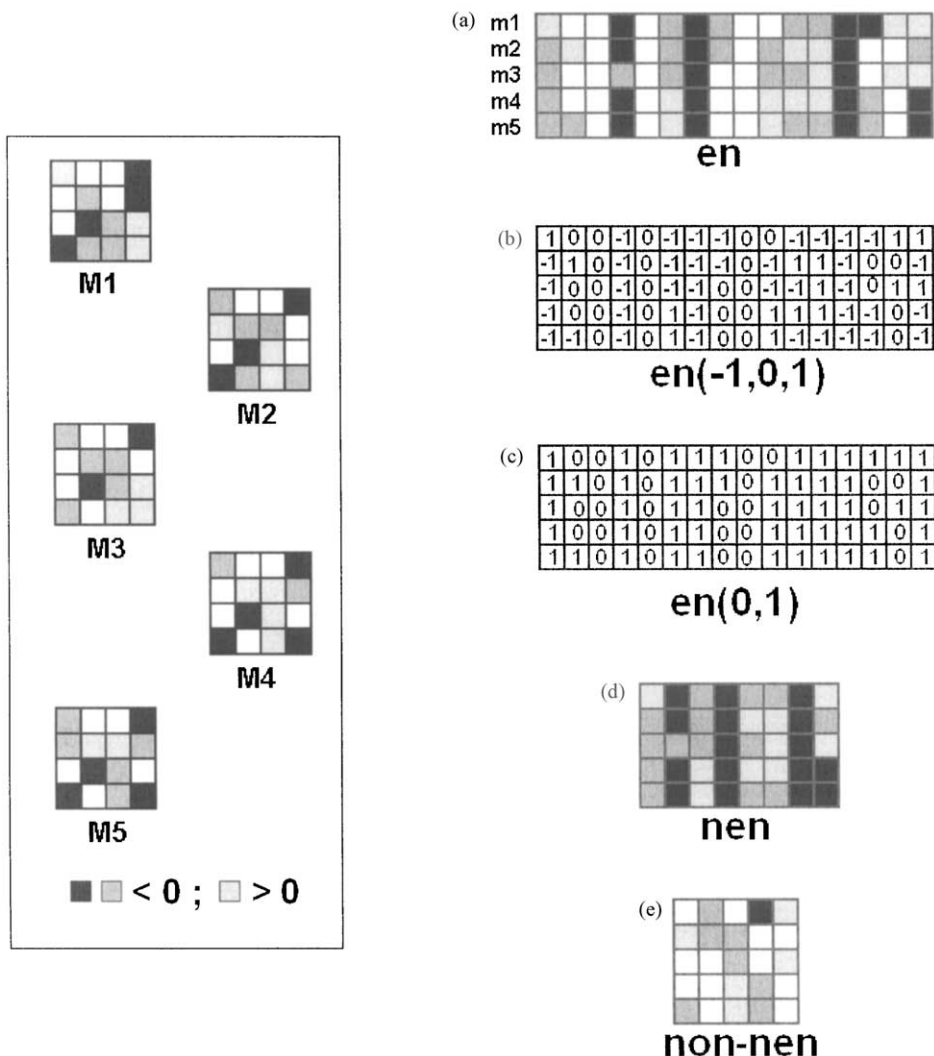 M1
M2
M3
M4
M5
< 0 ; > 0
(a)
m1
m2
m3
m4
m5
en
(b)
1 0 0 -1 0 -1 -1 -1 0 0 -1 -1 -1 -1 1 1
-1 1 0 -1 0 -1 -1 -1 0 -1 1 1 -1 0 0 -1
-1 0 0 -1 0 -1 -1 0 0 -1 -1 1 -1 0 1 1
-1 0 0 -1 0 1 -1 0 0 1 1 1 -1 -1 0 -1
-1 -1 0 -1 0 1 -1 0 0 1 -1 -1 -1 -1 0 -1
en(-1,0,1)
(c)
1 0 0 1 0 1 1 1 0 0 1 1 1 1 1 1
1 1 0 1 0 1 1 1 0 1 1 1 1 0 0 1
1 0 0 1 0 1 1 0 0 1 1 1 1 0 1 1
1 0 0 1 0 1 1 0 0 1 1 1 1 1 0 1
1 1 0 1 0 1 1 0 0 1 1 1 1 1 0 1
en(0,1)
(d)
nen
(e)
non-nen